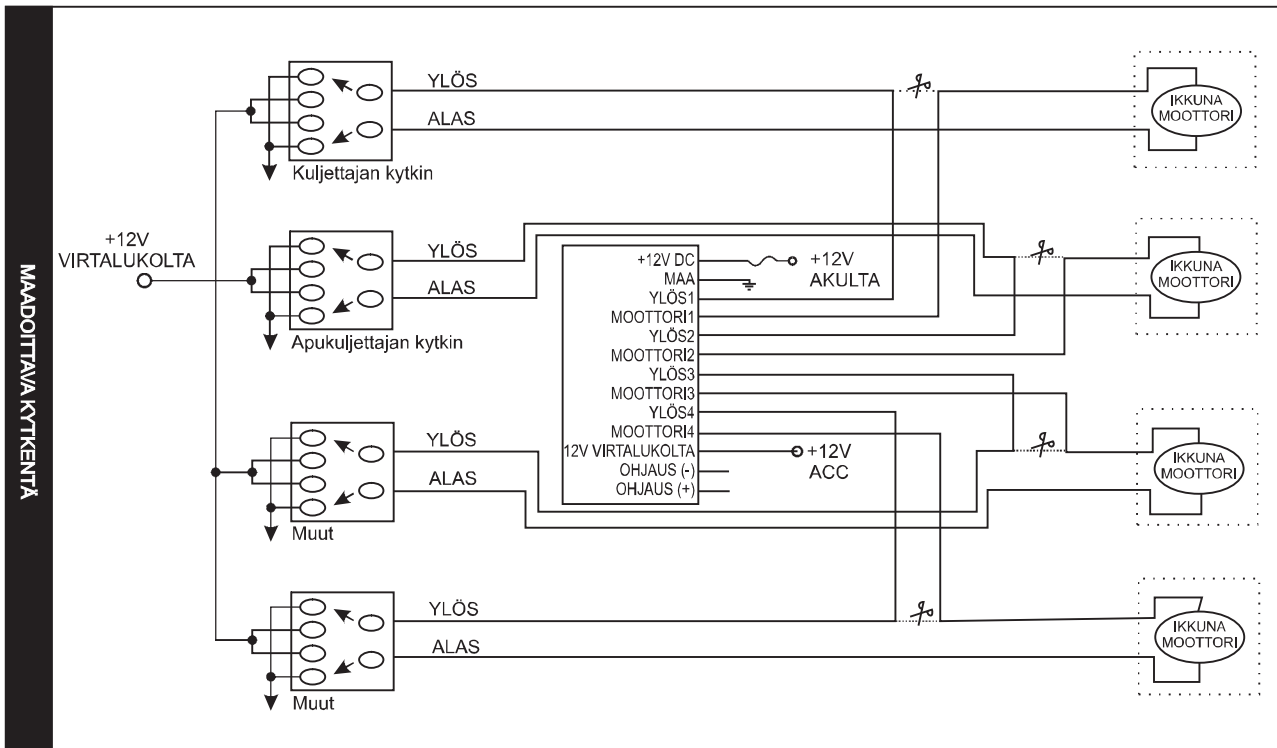 MAADOITTAVA KYTKENTÄ
+12V
VIRTALUKOLTA
YLÖS
ALAS
Kuljettajan kytkin
IKKUNA
MOOTTORI
YLÖS
ALAS
Apukuljettajan kytkin
IKKUNA
MOOTTORI
+12V DC
MAA
YLÖS1
MOOTTORI1
YLÖS2
MOOTTORI2
YLÖS3
MOOTTORI3
YLÖS4
MOOTTORI4
12V VIRTALUKOLTA
OHJAUS (-)
OHJAUS (+)
+12V
AKULTA
+12V
ACC
YLÖS
ALAS
Muut
IKKUNA
MOOTTORI
YLÖS
ALAS
Muut
IKKUNA
MOOTTORI